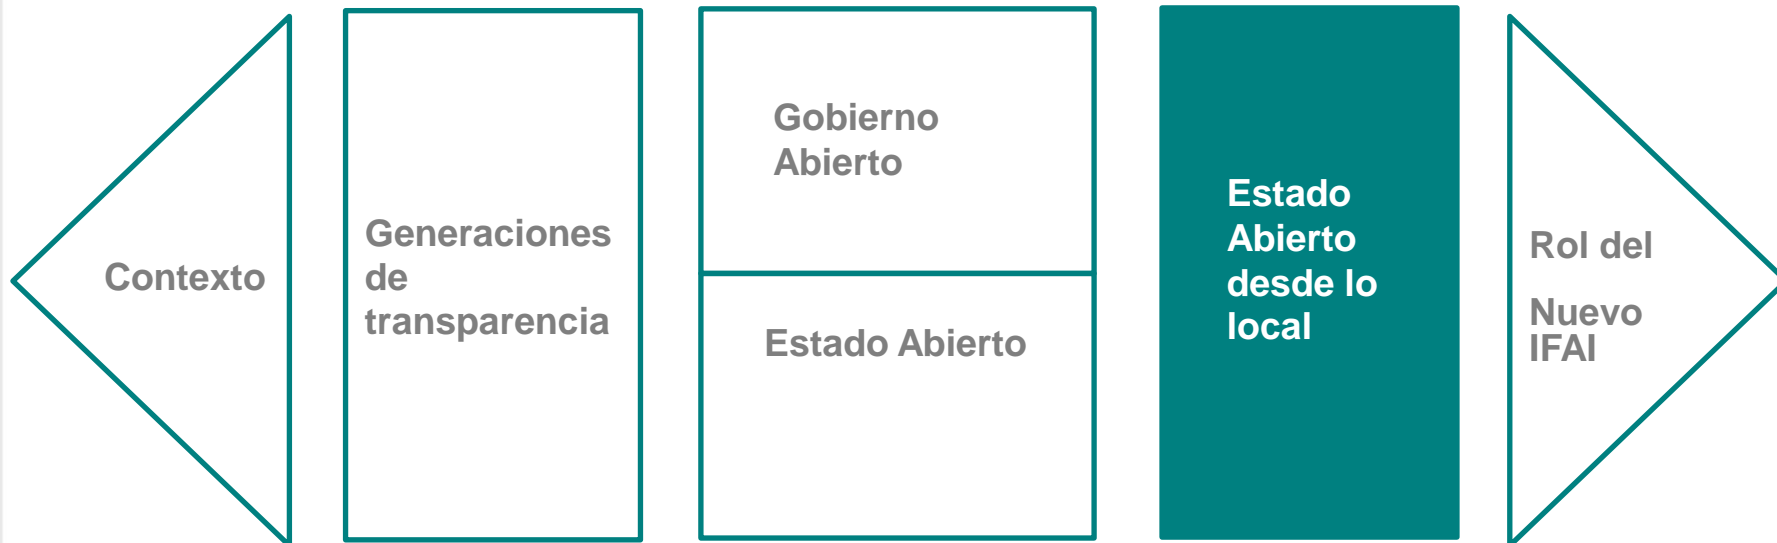 Contexto
Generaciones
de
transparencia
Gobierno
Abierto
Estado Abierto
Estado
Abierto
desde lo
local
Rol del
Nuevo
IFAI